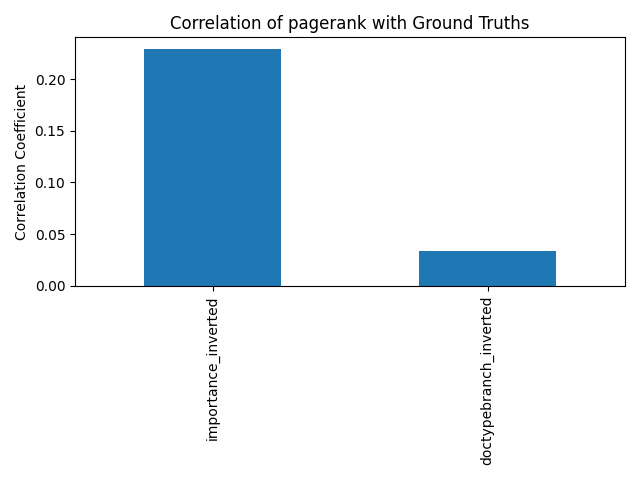 Correlation of pagerank with Ground Truths
Correlation Coefficient
0.20
0.15
0.10
0.05
0.00
importance_inverted
doctypebranch_inverted